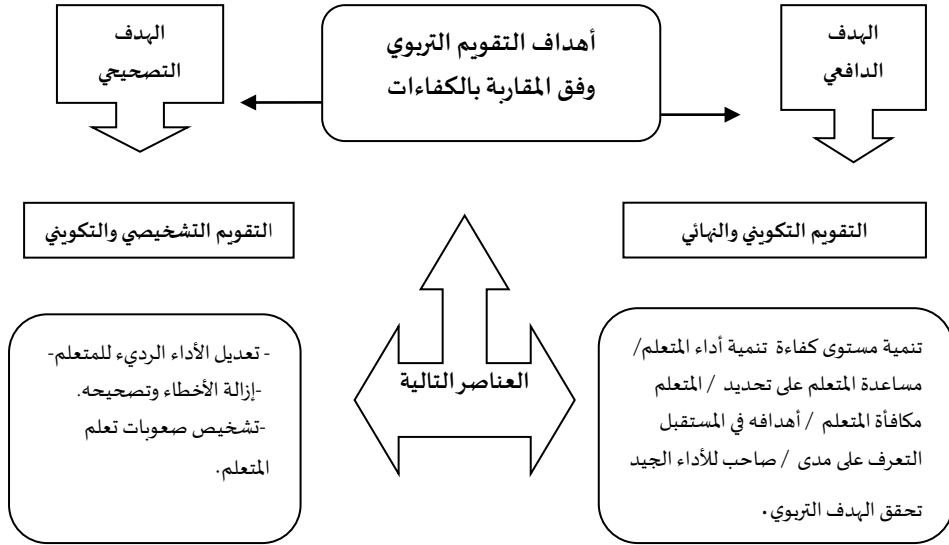 الهدف
الدافعي
أهداف التقويم التربوي
وفق المقاربة بالكفاءات
الهدف
التصحيحي
التقويم التكويني والنهائي
التقويم التشخيصي والتكويني
تنمية مستوى كفاءة تنمية أداء المتعلم/
مساعدة المتعلم على تحديد / المتعلم
مكافأة المتعلم / أهدافه في المستقبل
التعرف على مدى / صاحب للأداء الجيد
تحقق الهدف التربوي.
العناصر التالية
- تعديل الأداء الرديء للمتعلم-
-إزالة الأخطاء وتصحيحه.
-تشخيص صعوبات تعلم
المتعلم.